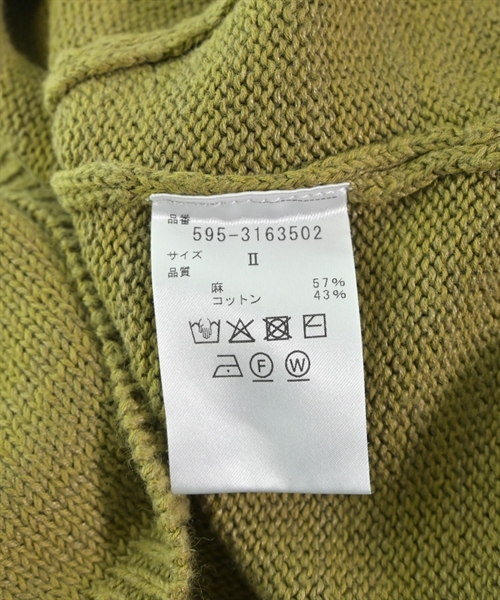 品番
595-3163502
サイズ II
品質
麻 57%
コットン 43%
F W